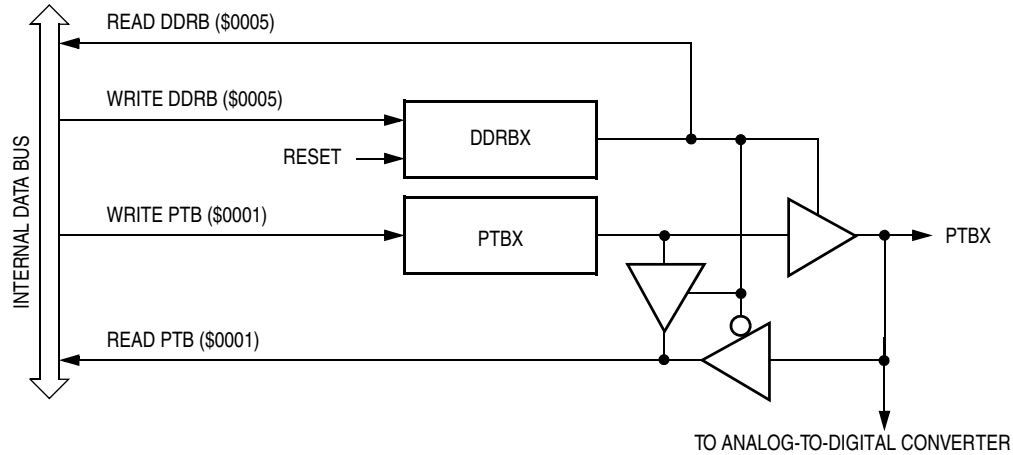 READ DDRB ($0005)
WRITE DDRB ($0005)
DDRBX
RESET
INTERNAL DATA BUS
WRITE PTB ($0001)
PTBX
PTBX
READ PTB ($0001)
TO ANALOG-TO-DIGITAL CONVERTER